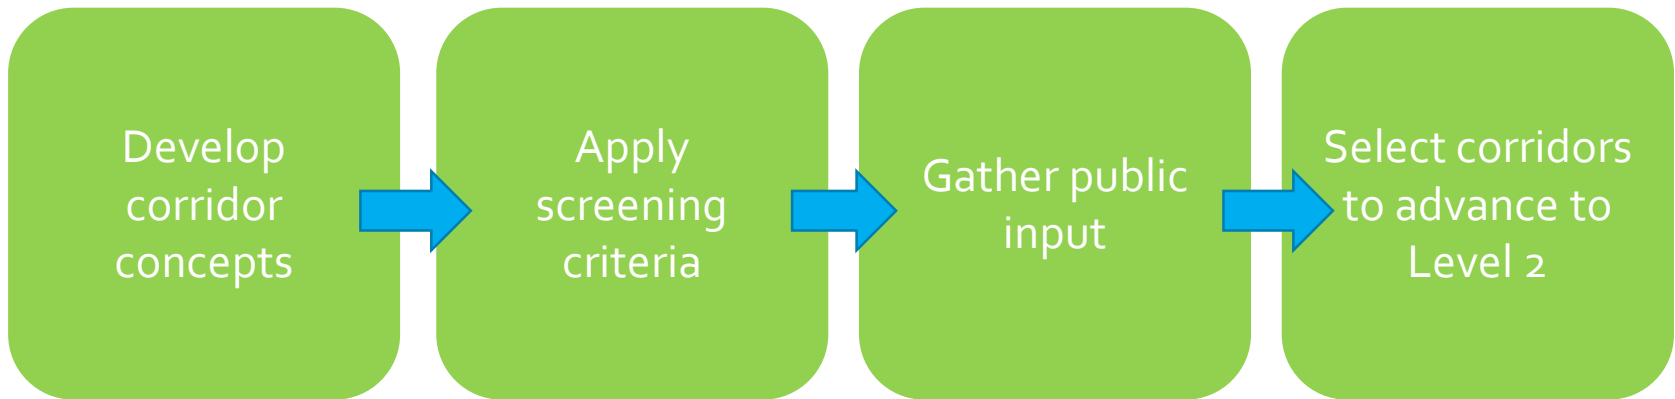 Develop
corridor
concepts
Apply
screening
criteria
Gather public
input
Select corridors
to advance to
Level 2